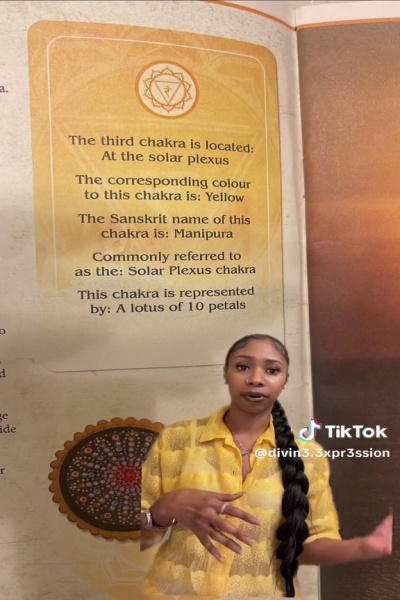 a.
The third chakra is located:
At the solar plexus
The corresponding colour
to this chakra is: Yellow
The Sanskrit name of this
chakra is: Manipura
Commonly referred to
as the: Solar Plexus chakra
This chakra is represented
by: A lotus of 10 petals
TikTok
@divin3.3xpr3ssion